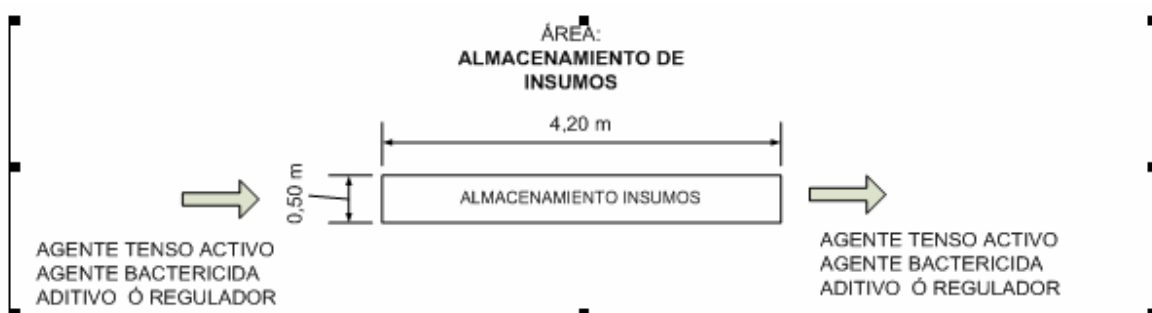 ÁREA:
ALMACENAMIENTO DE
INSUMOS
4,20 m
0,50 m
ALMACENAMIENTO INSUMOS
AGENTE TENSO ACTIVO
AGENTE BACTERICIDA
ADITIVO Ó REGULADOR
AGENTE TENSO ACTIVO
AGENTE BACTERICIDA
ADITIVO Ó REGULADOR